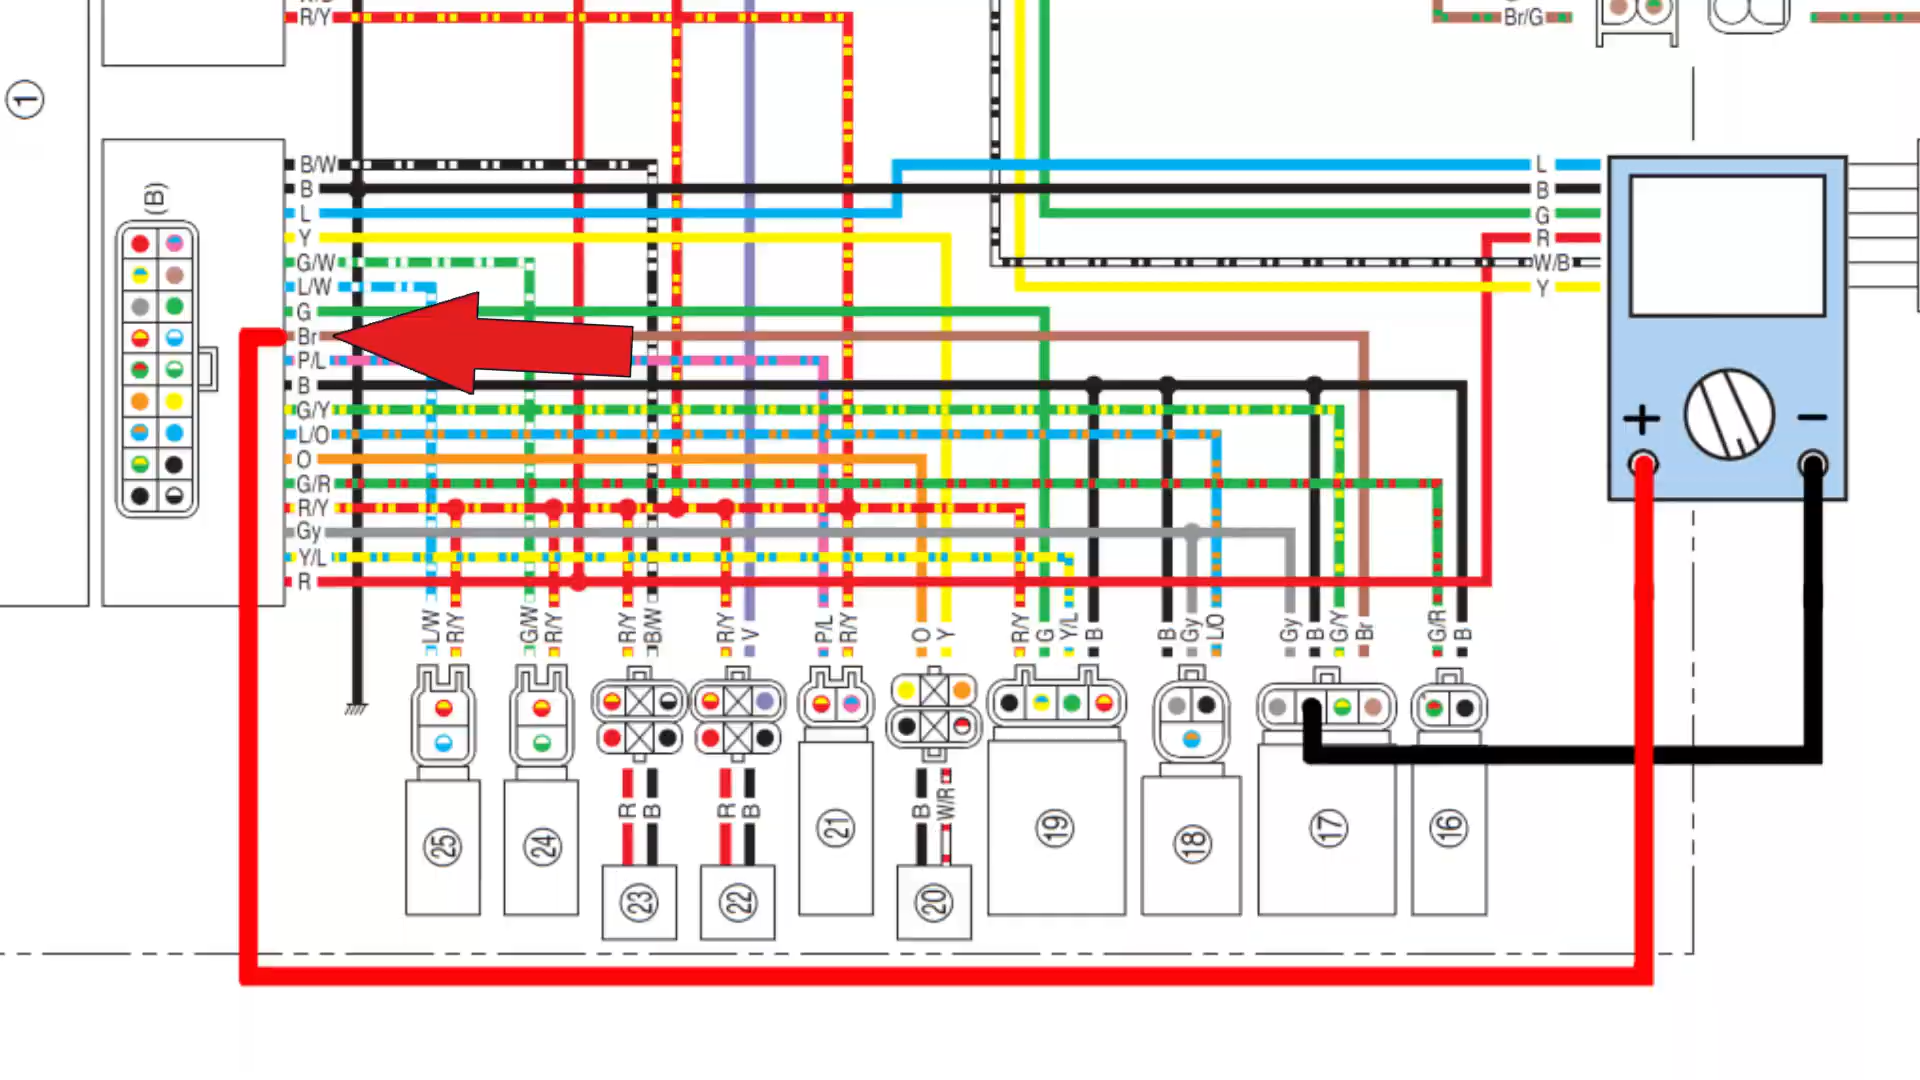 R/Y
Br/G
1
(B)
B/W
B
L
Y
G/W
L/W
G
Br
P/L
B
G/Y
L/O
O
G/R
R/Y
Gy
Y/L
R
L
B
G
R
W/B
Y
+ −
L/W R/Y G/W R/Y R/Y B/W R/Y V P/L R/Y O Y R/Y G Y/L B B Gy L/O Gy B G/Y Br G/R B
R B R B B W/R
25 24 23 22 21 20 19 18 17 16